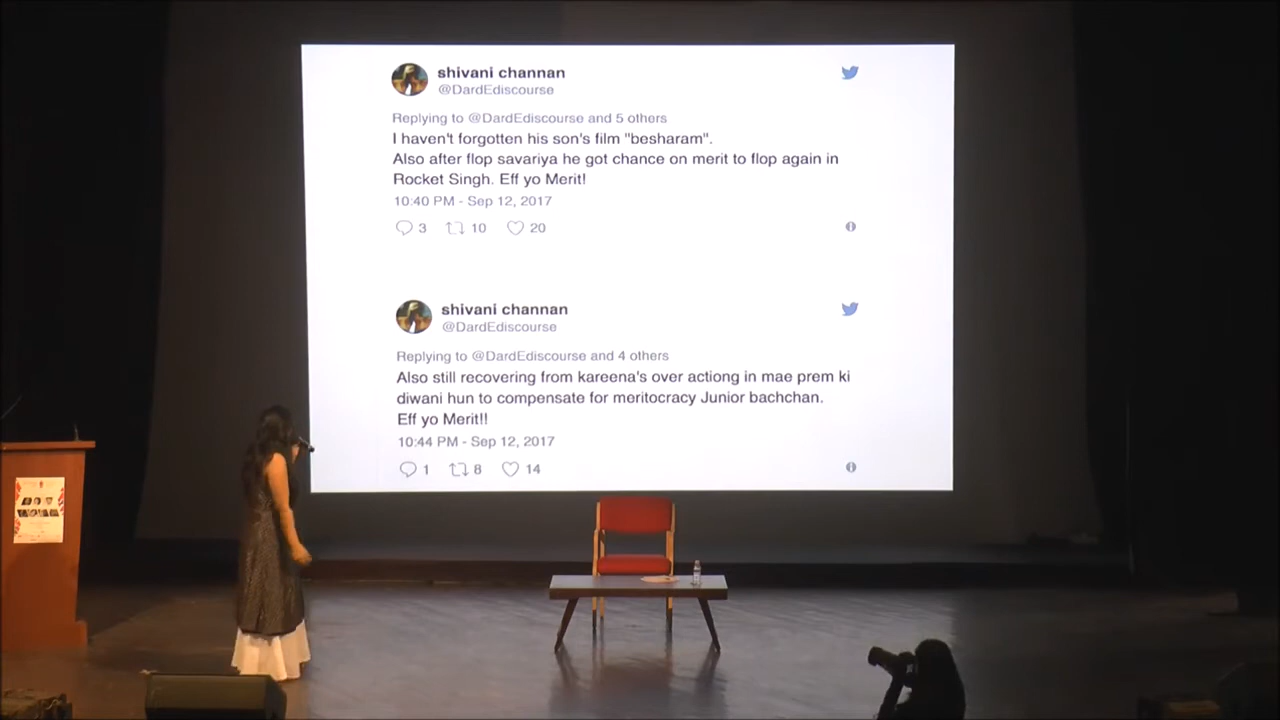 shivani channan
@DardEdiscourse
Replying to @DardEdiscourse and 5 others
I haven't forgotten his son's film "besharam".
Also after flop savariya he got chance on merit to flop again in
Rocket Singh. Eff yo Merit!
10:40 PM - Sep 12, 2017
3 10 20
shivani channan
@DardEdiscourse
Replying to @DardEdiscourse and 4 others
Also still recovering from kareena's over actiong in mae prem ki
diwani hun to compensate for meritocracy Junior bachchan.
Eff yo Merit!!
10:44 PM - Sep 12, 2017
1 8 14